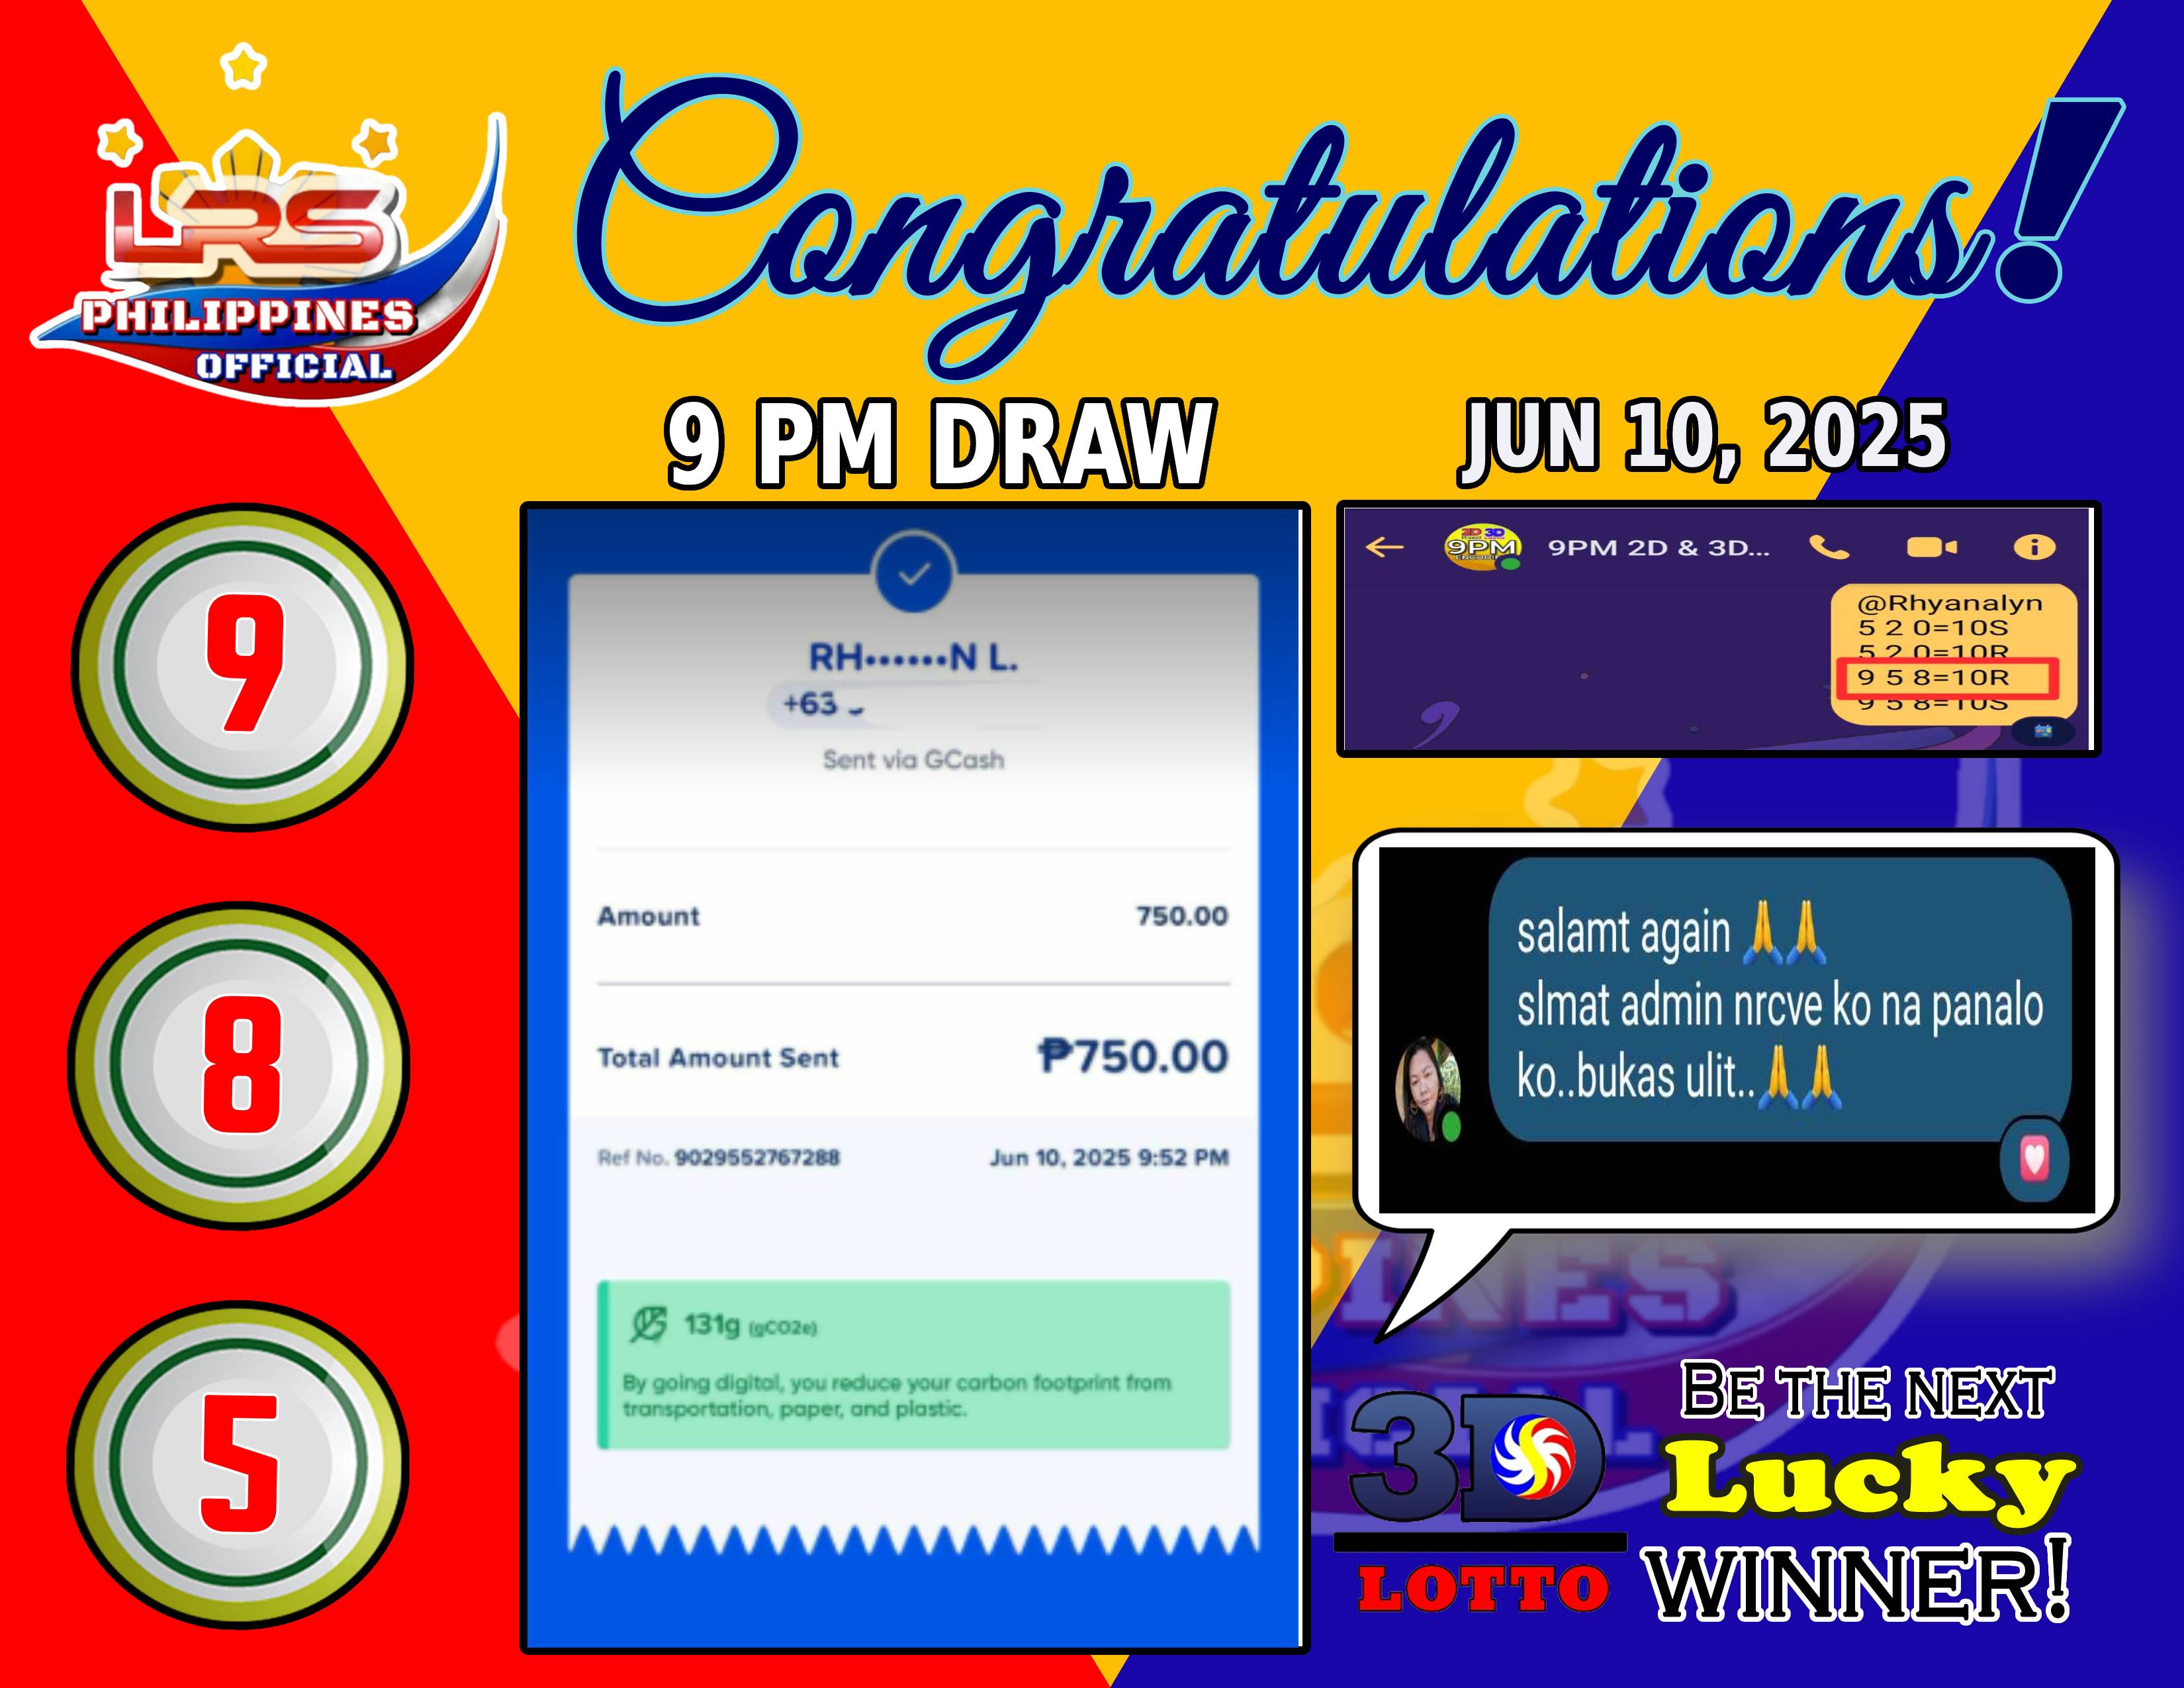 LRS
PHILIPPINES
OFFICIAL
Congratulations!
9 PM DRAW
JUN 10, 2025
9
8
5
RH······N L.
+63
Sent via GCash
Amount 750.00
Total Amount Sent ₱750.00
Ref No. 9029552767288 Jun 10, 2025 9:52 PM
131g (gCO2e)
By going digital, you reduce your carbon footprint from
transportation, paper, and plastic.
2D 3D
9PM
9PM 2D & 3D...
@Rhyanalyn
5 2 0=10S
5 2 0=10R
9 5 8=10R
9 5 8=10S
salamt again 🙏🙏
slmat admin nrcve ko na panalo
ko..bukas ulit..🙏🙏
3D
LOTTO
BE THE NEXT
Lucky
WINNER!